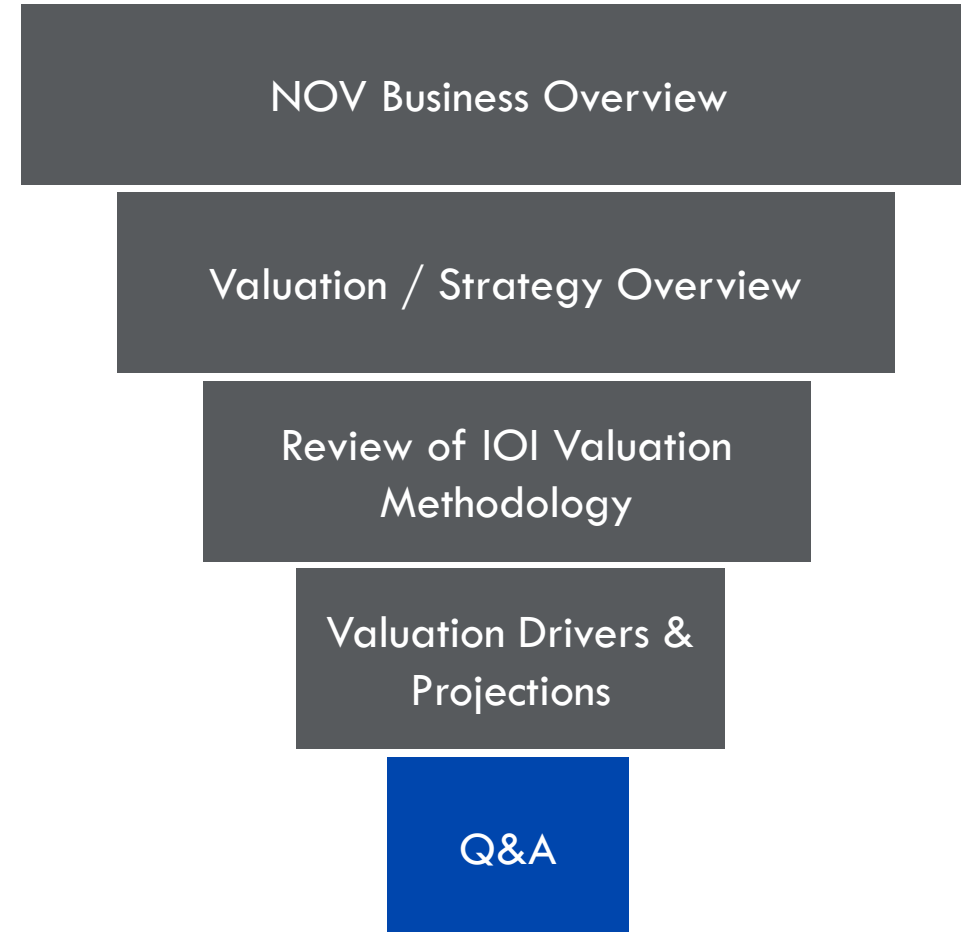 NOV Business Overview
Valuation / Strategy Overview
Review of IOI Valuation
Methodology
Valuation Drivers &
Projections
Q&A